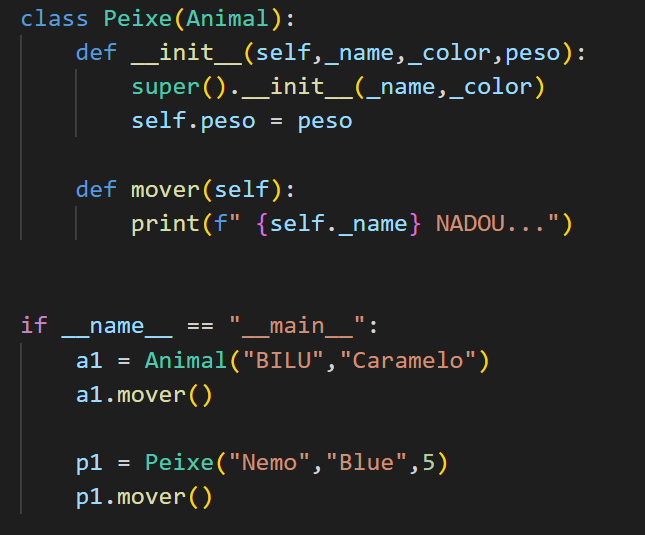 class Peixe(Animal):
    def __init__(self,_name,_color,peso):
        super().__init__(_name,_color)
        self.peso = peso
    def mover(self):
        print(f" {self._name} NADOU...")
if __name__ == "__main__":
    a1 = Animal("BILU","Caramelo")
    a1.mover()
    p1 = Peixe("Nemo","Blue",5)
    p1.mover()